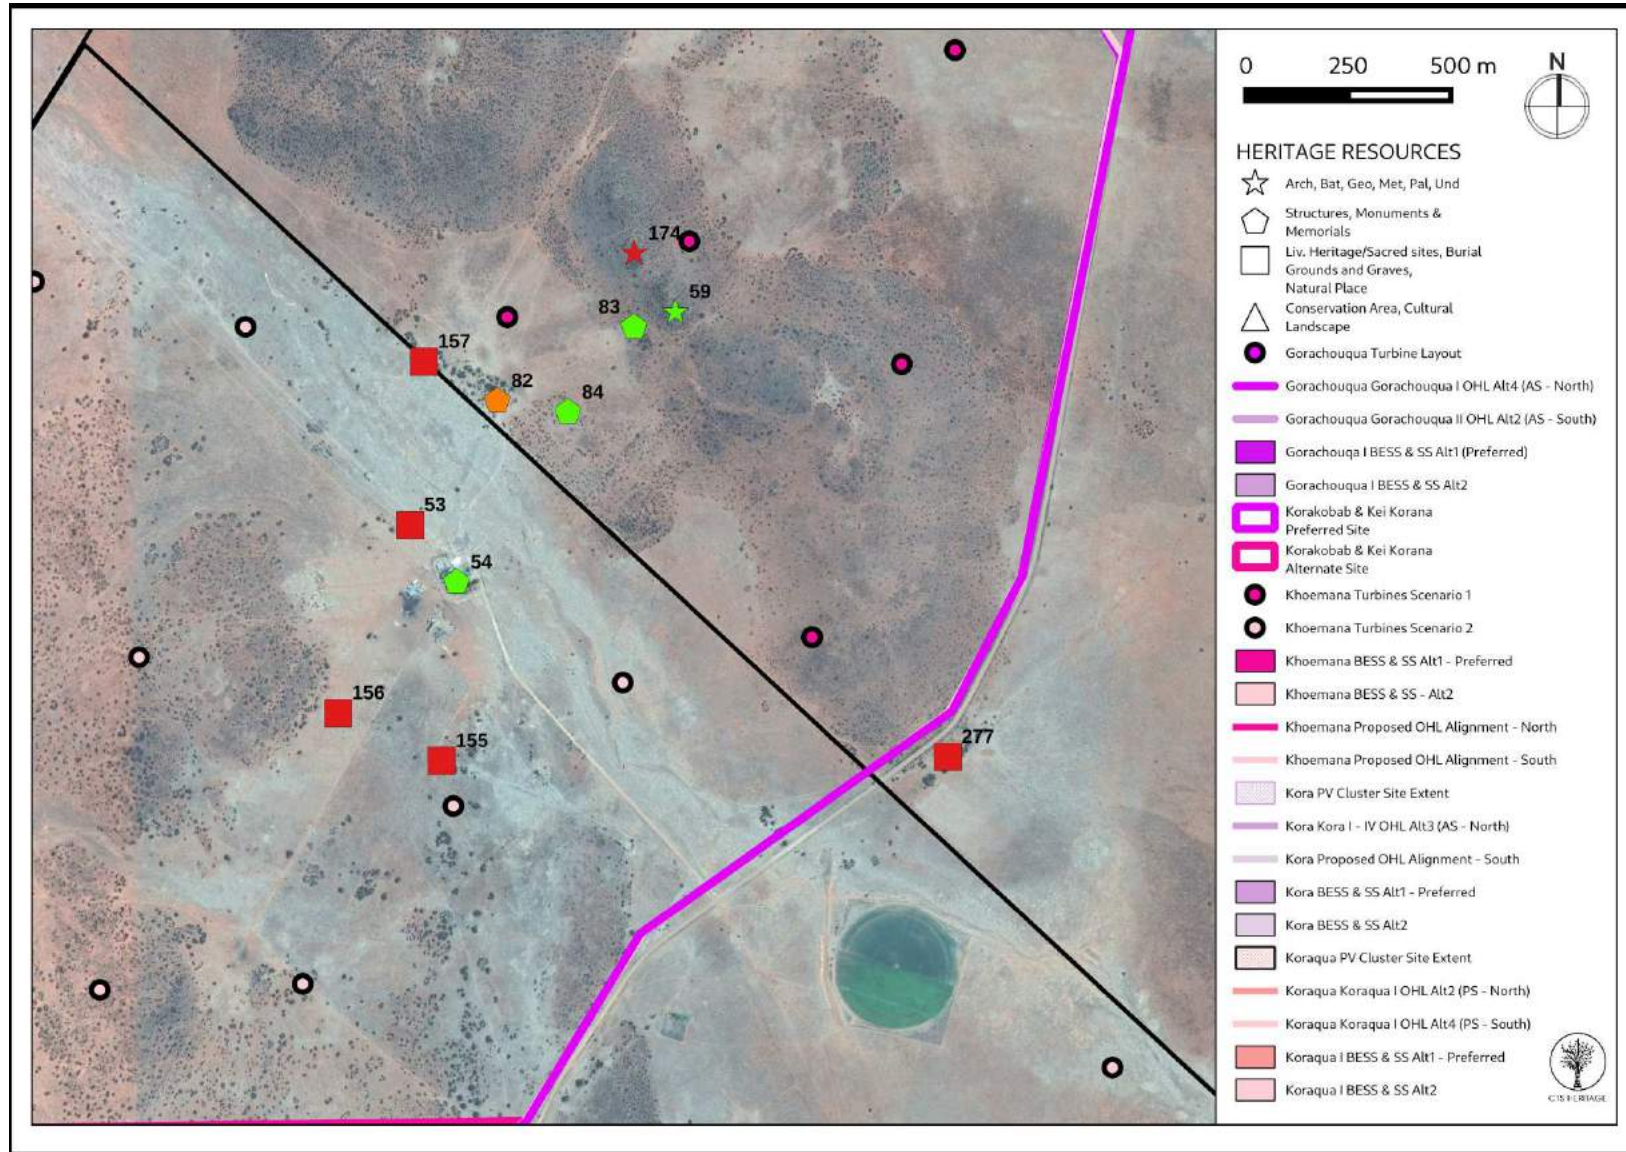 174
59
83
157
82
84
53
54
156
155
277
0 250 500 m
N
HERITAGE RESOURCES
Arch, Bat, Geo, Met, Pal, Und
Structures, Monuments &
Memorials
Liv. Heritage/Sacred sites, Burial
Grounds and Graves,
Natural Place
Conservation Area, Cultural
Landscape
Gorachouqua Turbine Layout
Gorachouqua Gorachouqua I OHL Alt4 (AS - North)
Gorachouqua Gorachouqua II OHL Alt2 (AS - South)
Gorachouqa I BESS & SS Alt1 (Preferred)
Gorachouqua I BESS & SS Alt2
Korakobab & Kei Korana
Preferred Site
Korakobab & Kei Korana
Alternate Site
Khoemana Turbines Scenario 1
Khoemana Turbines Scenario 2
Khoemana BESS & SS Alt1 - Preferred
Khoemana BESS & SS - Alt2
Khoemana Proposed OHL Alignment - North
Khoemana Proposed OHL Alignment - South
Kora PV Cluster Site Extent
Kora Kora I - IV OHL Alt3 (AS - North)
Kora Proposed OHL Alignment - South
Kora BESS & SS Alt1 - Preferred
Kora BESS & SS Alt2
Koraqua PV Cluster Site Extent
Koraqua Koraqua I OHL Alt2 (PS - North)
Koraqua Koraqua I OHL Alt4 (PS - South)
Koraqua I BESS & SS Alt1 - Preferred
Koraqua I BESS & SS Alt2
CTS HERITAGE